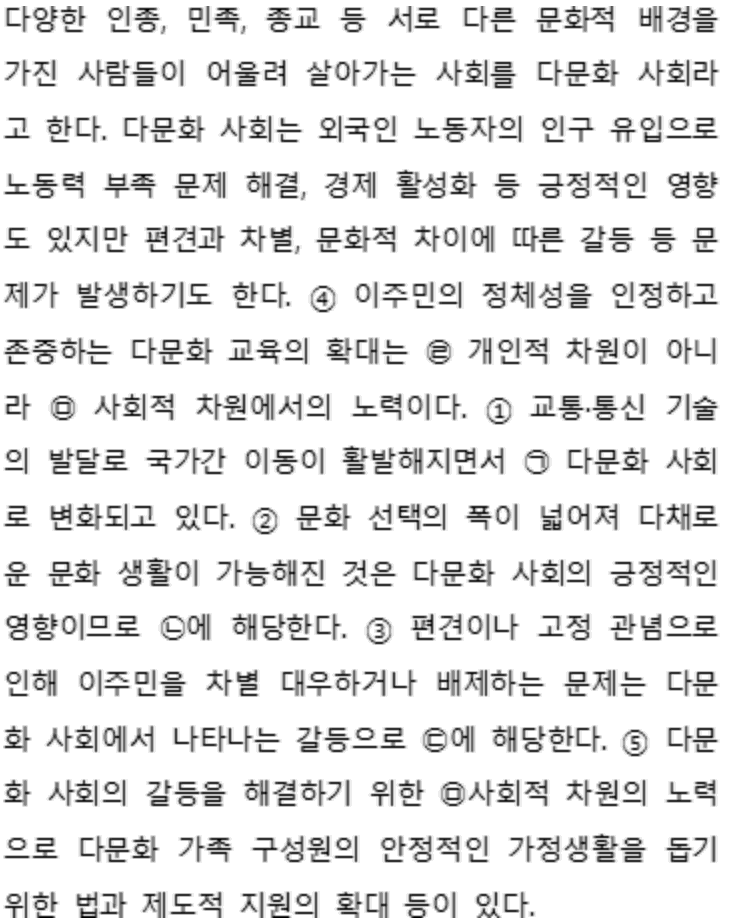 다양한 인종, 민족, 종교 등 서로 다른 문화적 배경을
가진 사람들이 어울려 살아가는 사회를 다문화 사회라
고 한다. 다문화 사회는 외국인 노동자의 인구 유입으로
노동력 부족 문제 해결, 경제 활성화 등 긍정적인 영향
도 있지만 편견과 차별, 문화적 차이에 따른 갈등 등 문
제가 발생하기도 한다. ④ 이주민의 정체성을 인정하고
존중하는 다문화 교육의 확대는 ㉣ 개인적 차원이 아니
라 ㉤ 사회적 차원에서의 노력이다. ① 교통·통신 기술
의 발달로 국가간 이동이 활발해지면서 ㉠ 다문화 사회
로 변화되고 있다. ② 문화 선택의 폭이 넓어져 다채로
운 문화 생활이 가능해진 것은 다문화 사회의 긍정적인
영향이므로 ㉡에 해당한다. ③ 편견이나 고정 관념으로
인해 이주민을 차별 대우하거나 배제하는 문제는 다문
화 사회에서 나타나는 갈등으로 ㉢에 해당한다. ⑤ 다문
화 사회의 갈등을 해결하기 위한 ㉤사회적 차원의 노력
으로 다문화 가족 구성원의 안정적인 가정생활을 돕기
위한 법과 제도적 지원의 확대 등이 있다.